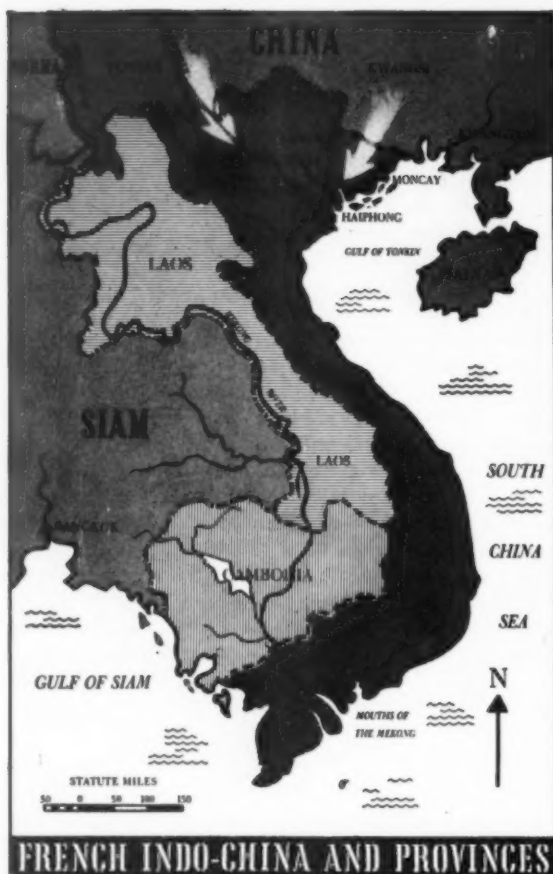 CHINA
KWANGSI
MONCAY
HAIPHONG
GULF OF TONKIN
LAOS
SIAM
LAOS
SOUTH
BANGKOK
CHINA
CAMBODIA
SEA
GULF OF SIAM
N
MOUTHS OF
THE MEKONG
STATUTE MILES
50 0 50 100 150
FRENCH INDO-CHINA AND PROVINCES